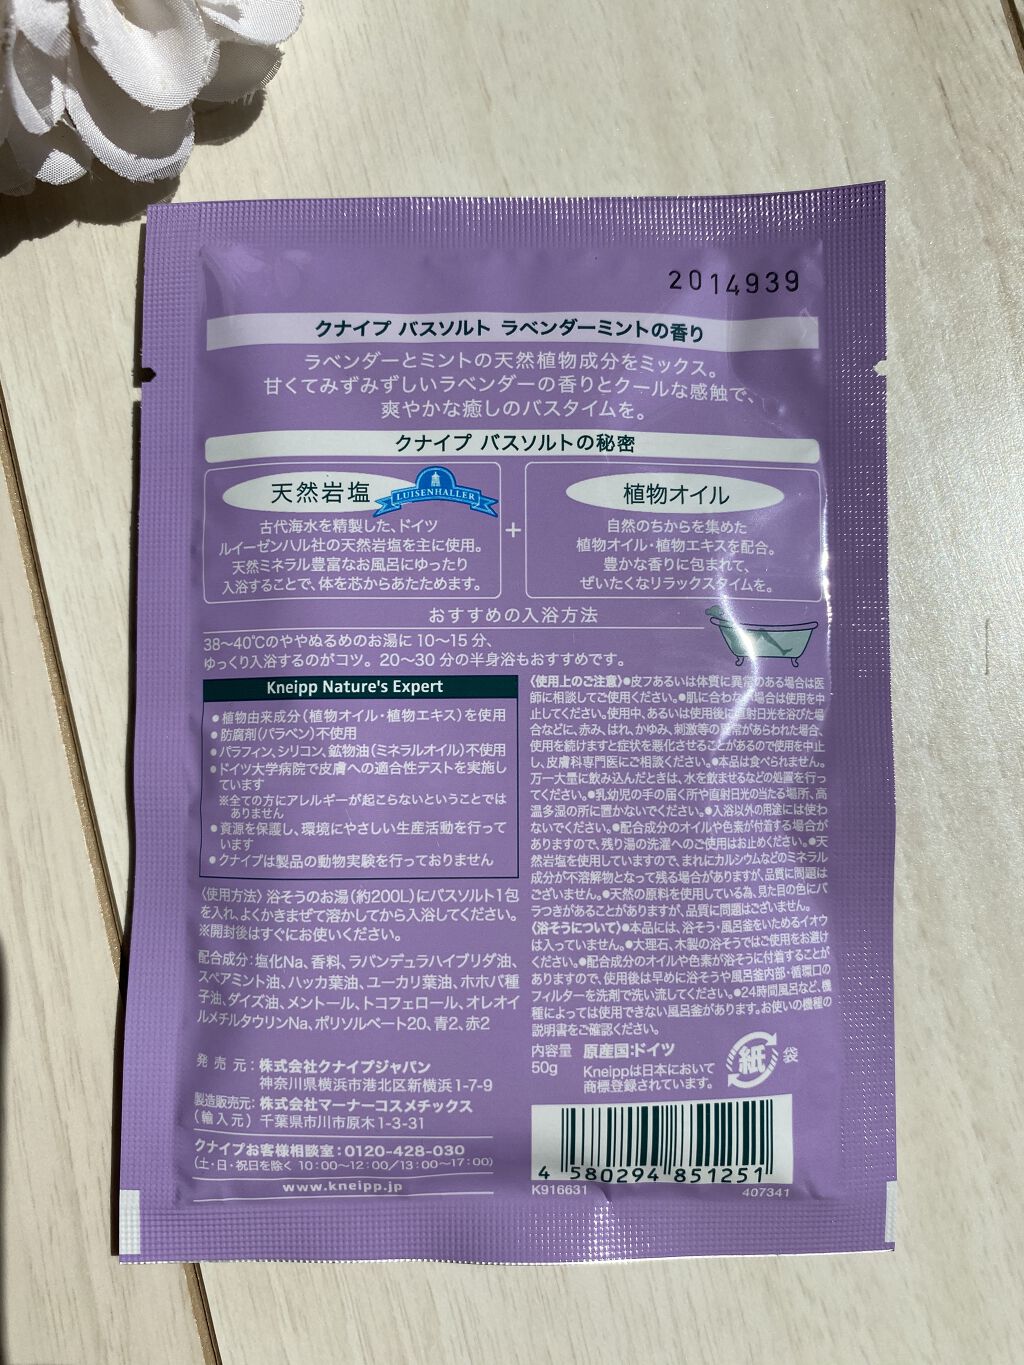 2014939
クナイプ バスソルト ラベンダーミントの香り
ラベンダーとミントの天然植物成分をミックス。
甘くてみずみずしいラベンダーの香りとクールな感触で、
爽やかな癒しのバスタイムを。
クナイプ バスソルトの秘密
天然岩塩
LUISENHALLER
古代海水を精製した、ドイツ
ルイーゼンハル社の天然岩塩を主に使用。
天然ミネラル豊富なお風呂にゆったり
入浴することで、体を芯からあたためます。
+
植物オイル
自然のちからを集めた
植物オイル・植物エキスを配合。
豊かな香りに包まれて、
ぜいたくなリラックスタイムを。
おすすめの入浴方法
38〜40℃のややぬるめのお湯に 10〜15 分、
ゆっくり入浴するのがコツ。20〜30 分の半身浴もおすすめです。
Kneipp Nature's Expert
●植物由来成分(植物オイル・植物エキス)を使用
●防腐剤(パラベン)不使用
●パラフィン、シリコン、鉱物油(ミネラルオイル)不使用
●ドイツ大学病院で皮膚への適合性テストを実施し
ています
※全ての方にアレルギーが起こらないということでは
ありません
●資源を保護し、環境にやさしい生産活動を行って
います
●クナイプは製品の動物実験を行っておりません
〈使用方法〉浴そうのお湯(約200L)にバスソルト1包
を入れ、よくかきまぜて溶かしてから入浴してください。
※開封後はすぐにお使いください。
配合成分:塩化Na、香料、ラバンデュラハイブリダ油、
スペアミント油、ハッカ葉油、ユーカリ葉油、ホホバ種
子油、ダイズ油、メントール、トコフェロール、オレオイ
ルメチルタウリンNa、ポリソルベート20、青2、赤2
発売元:株式会社クナイプジャパン
神奈川県横浜市港北区新横浜1-7-9
製造販売元:株式会社マーナーコスメチックス
(輸入元)千葉県市川市原木1-3-31
クナイプお客様相談室:0120-428-030
(土・日・祝日を除く 10:00〜12:00/13:00〜17:00)
www.kneipp.jp
〈使用上のご注意〉●皮フあるいは体質に異常のある場合は医
師に相談してご使用ください。●肌に合わない場合は使用を中
止してください。使用中、あるいは使用後に直射日光を浴びた場
合などに、赤み、はれ、かゆみ、刺激等の異常があらわれた場合、
使用を続けますと症状を悪化させることがあるので使用を中止
し、皮膚科専門医にご相談ください。●本品は食べられません。
万一大量に飲み込んだときは、水を飲ませるなどの処置を行っ
てください。●乳幼児の手の届く所や直射日光の当たる場所、高
温多湿の所に置かないでください。●入浴以外の用途には使わ
ないでください。●配合成分のオイルや色素が付着する場合が
ありますので、残り湯の洗濯へのご使用はお止めください。●天
然岩塩を使用していますので、まれにカルシウムなどのミネラル
成分が不溶解物となって残る場合がありますが、品質に問題は
ございません。●天然の原料を使用している為、見た目の色にバ
ラつきがあることがありますが、品質に問題はございません。
〈浴そうについて〉●本品には、浴そう・風呂釜をいためるイオウ
は入っていません。●大理石、木製の浴そうではご使用をお避け
ください。●配合成分のオイルや色素が浴そうに付着することが
ありますので、使用後は早めに浴そうや風呂釜内部・循環口の
フィルターを洗剤で洗い流してください。●24時間風呂など、機
種によっては使用できない風呂釜があります。お使いの機種の
説明書をご確認ください。
内容量 原産国:ドイツ
50g Kneippは日本において
商標登録されています。
紙 袋
4 580294 851251
K916631 407341